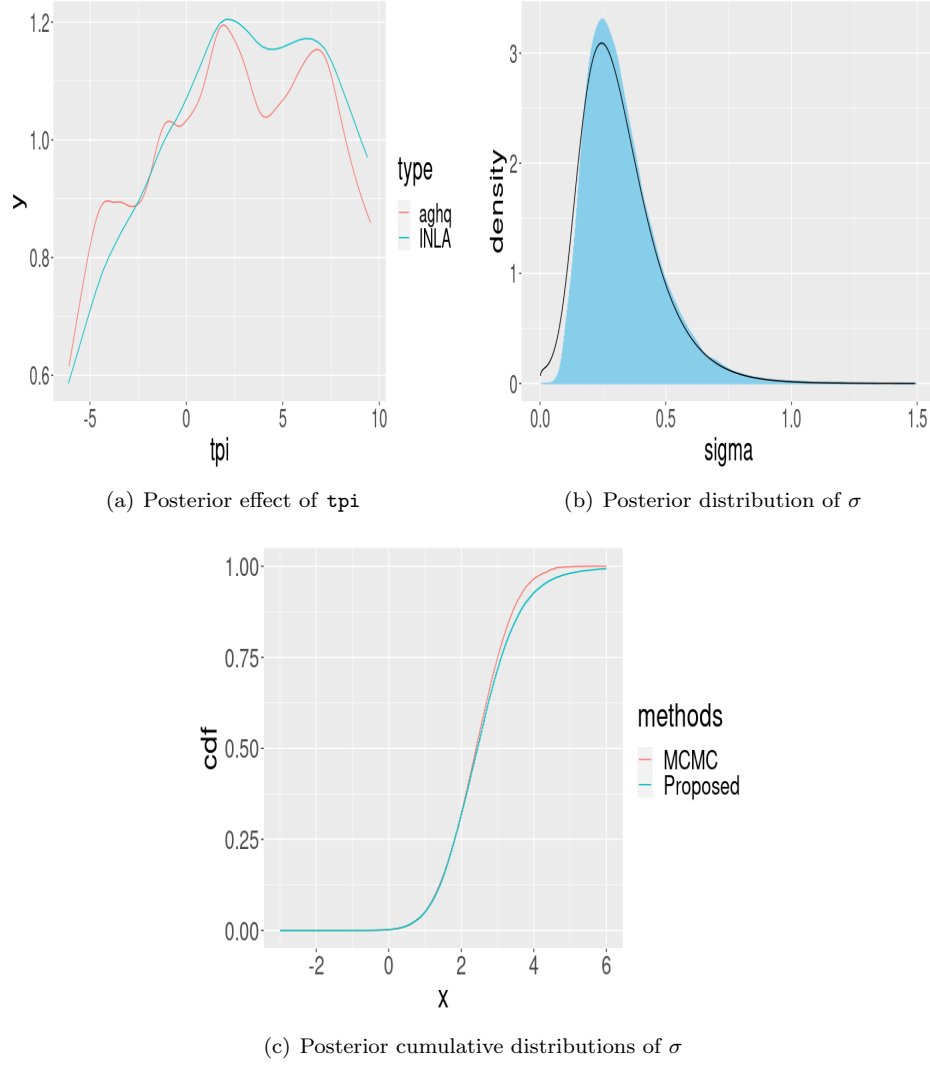 1.2
1.0
0.8
0.6
y
-5
0
5
10
tpi
type
aghq
INLA
(a) Posterior effect of tpi
3
2
1
0
density
0.0
0.5
1.0
1.5
sigma
(b) Posterior distribution of σ
1.00
0.75
0.50
0.25
0.00
cdf
-2
0
2
4
6
X
methods
MCMC
Proposed
(c) Posterior cumulative distributions of σ